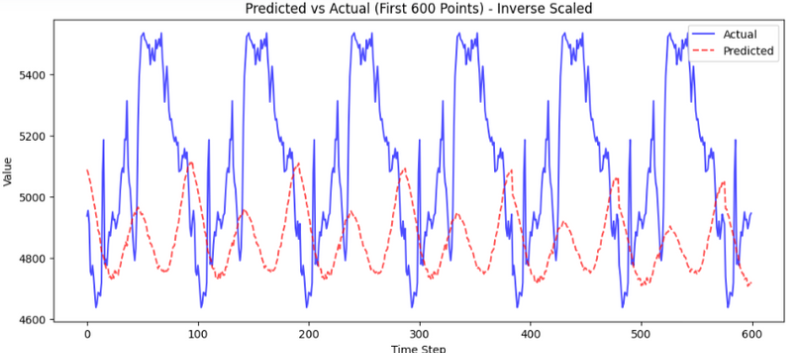 Predicted vs Actual (First 600 Points) - Inverse Scaled
Actual
Predicted
5400
5200
5000
4800
4600
Value
0 100 200 300 400 500 600
Time Step